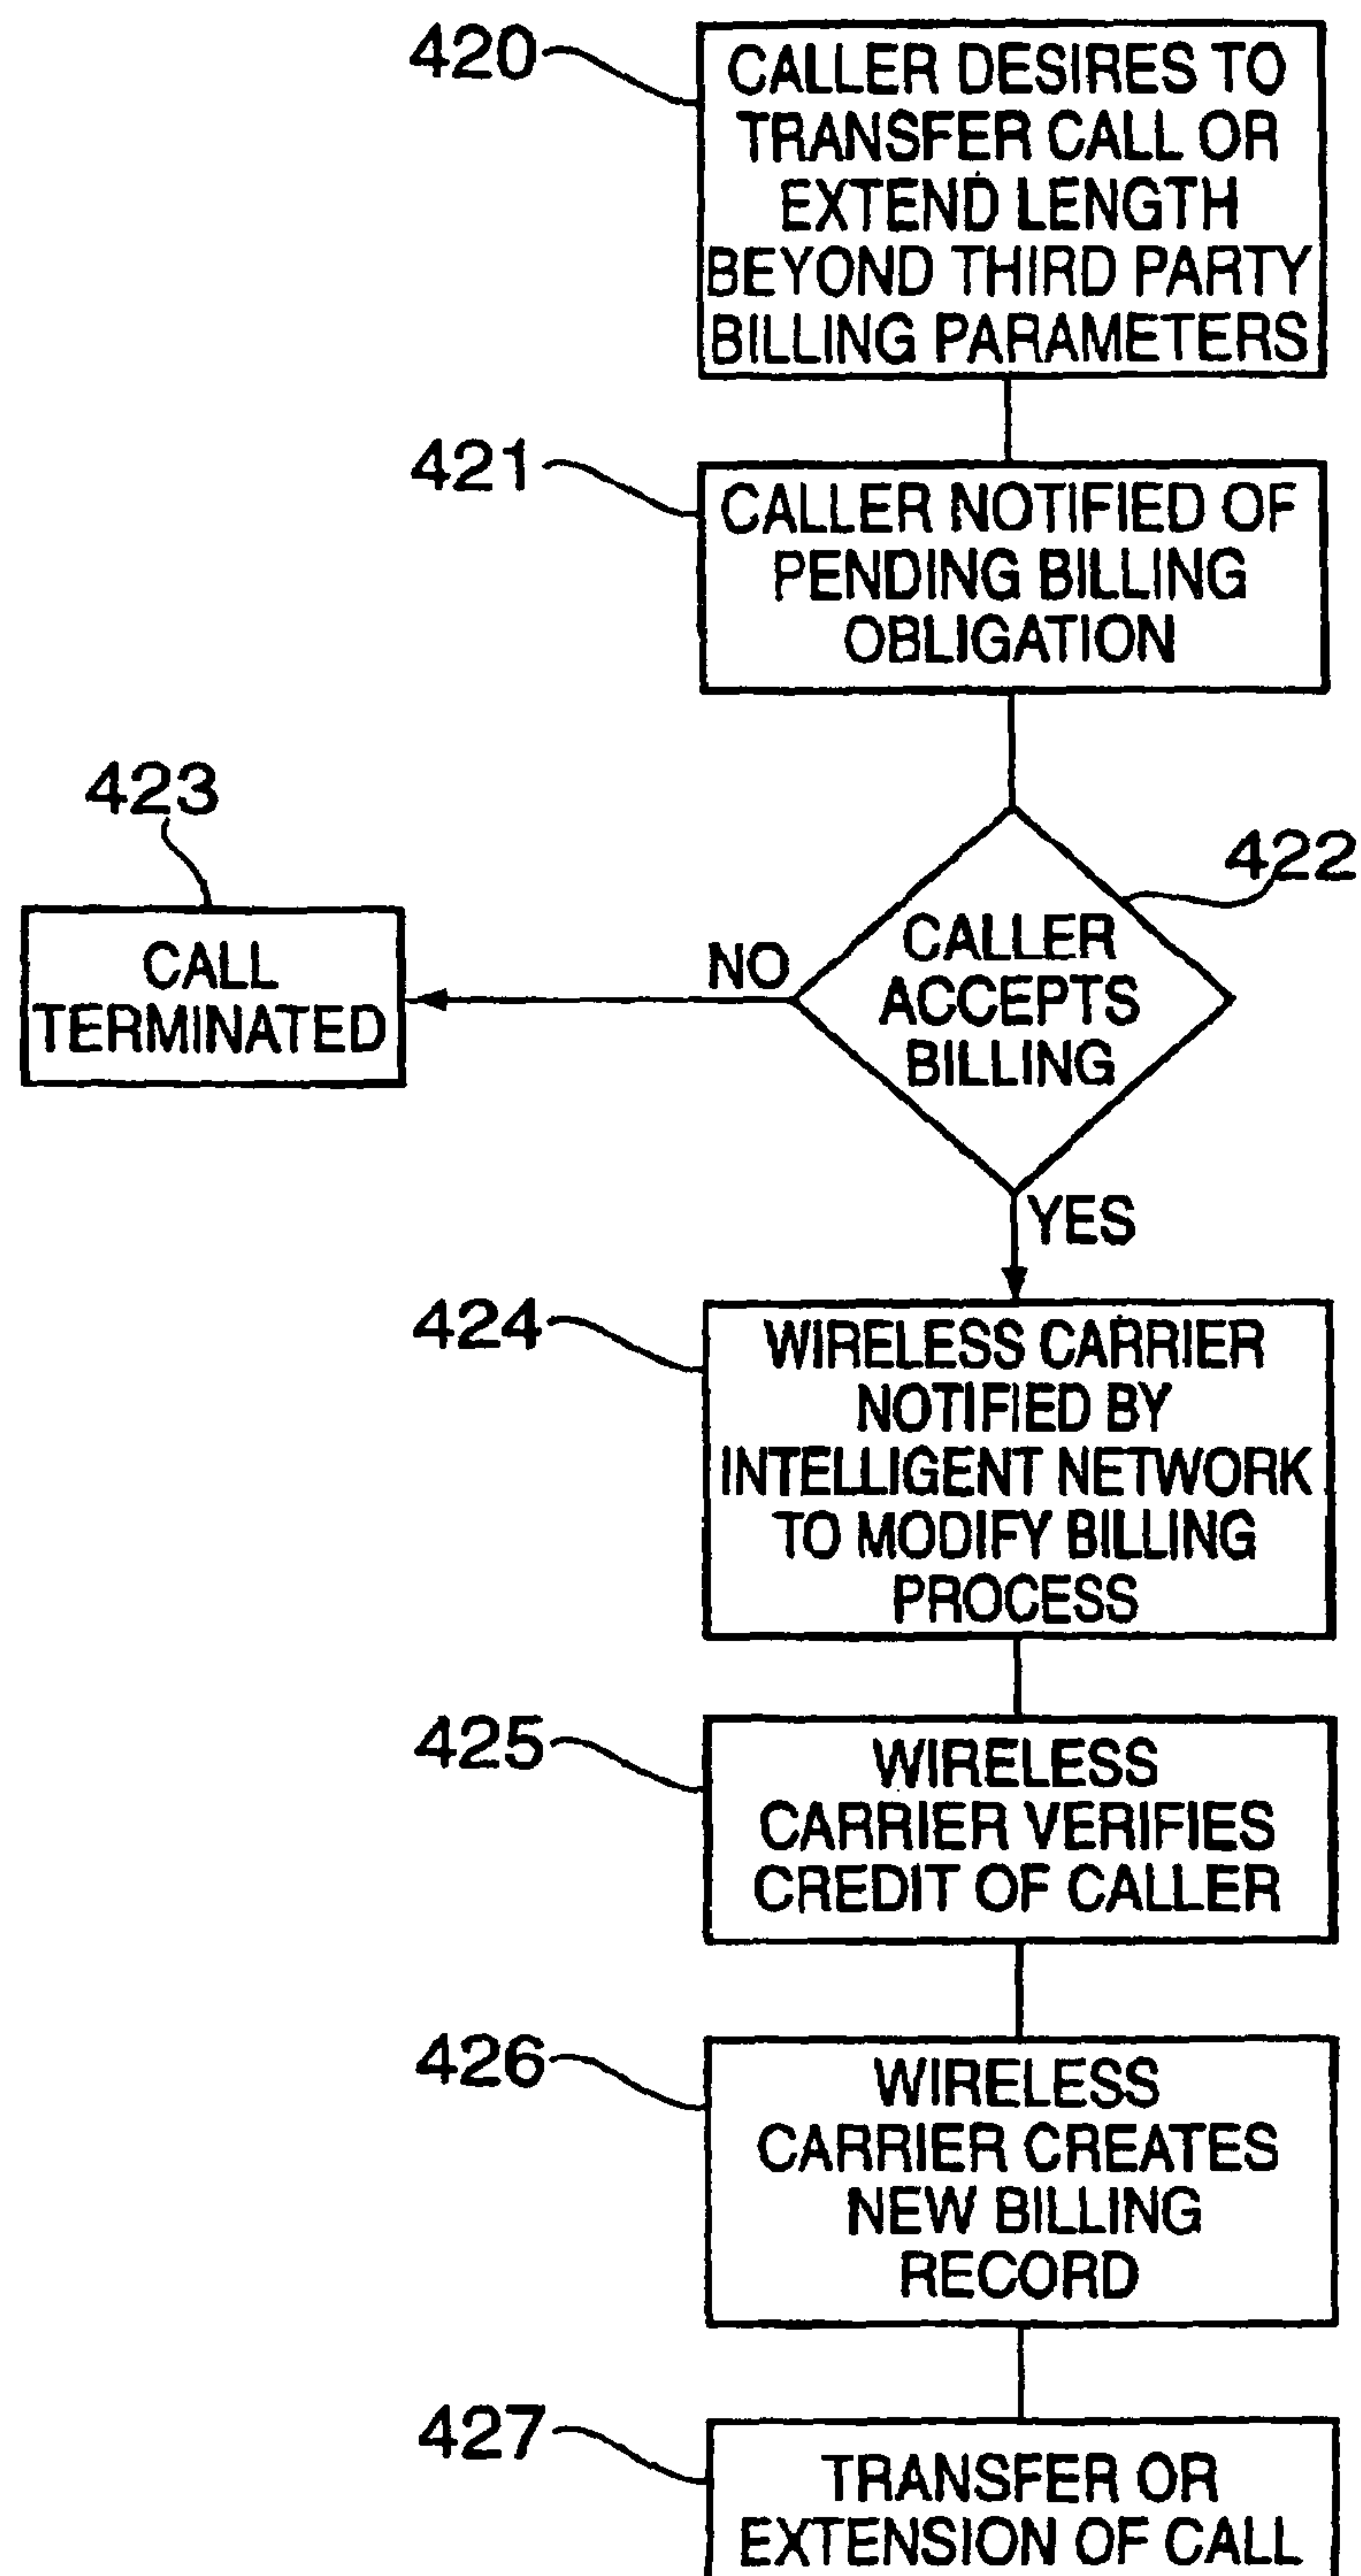 420
CALLER DESIRES TO
TRANSFER CALL OR
EXTEND LENGTH
BEYOND THIRD PARTY
BILLING PARAMETERS
421
CALLER NOTIFIED OF
PENDING BILLING
OBLIGATION
423
CALL
TERMINATED
NO
422
CALLER
ACCEPTS
BILLING
YES
424
WIRELESS CARRIER
NOTIFIED BY
INTELLIGENT NETWORK
TO MODIFY BILLING
PROCESS
425
WIRELESS
CARRIER VERIFIES
CREDIT OF CALLER
426
WIRELESS
CARRIER CREATES
NEW BILLING
RECORD
427
TRANSFER OR
EXTENSION OF CALL